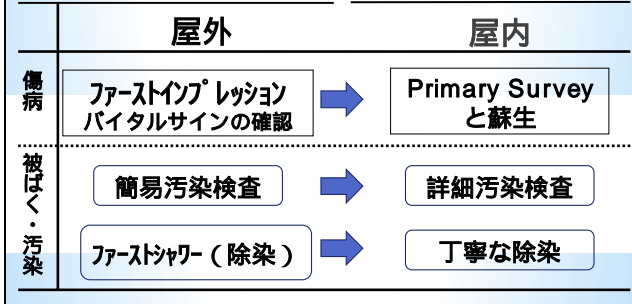 屋外 屋内
傷病
ファーストインプレッション
バイタルサインの確認
Primary Survey
と蘇生
被ばく・汚染
簡易汚染検査
詳細汚染検査
ファーストシャワー(除染)
丁寧な除染